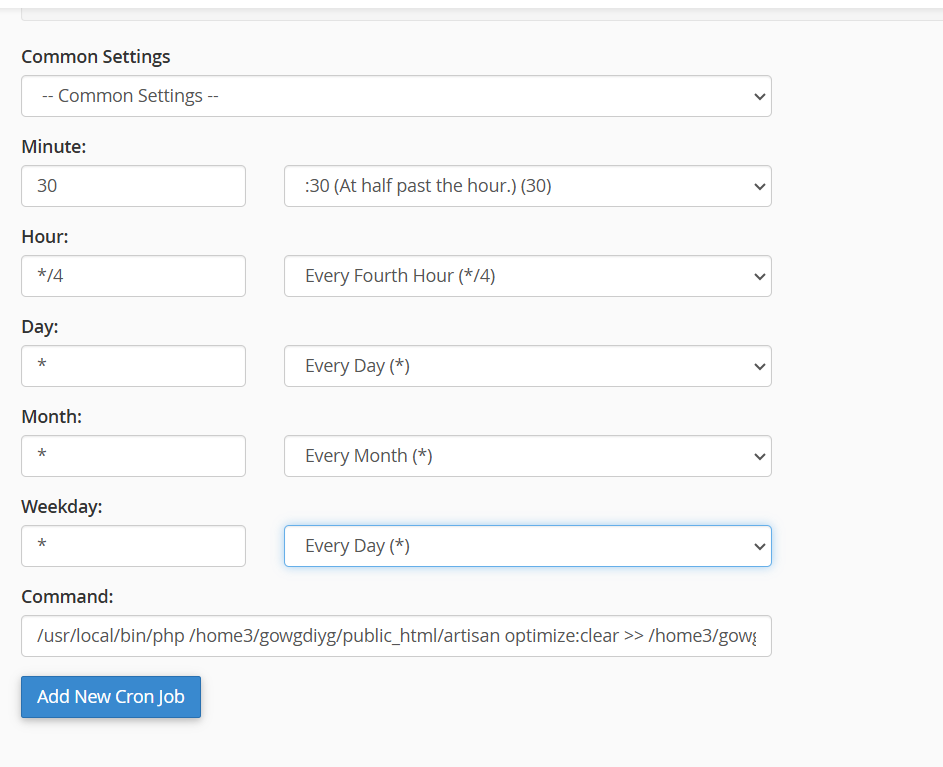 Common Settings
-- Common Settings --
Minute:
30 :30 (At half past the hour.) (30)
Hour:
*/4 Every Fourth Hour (*/4)
Day:
* Every Day (*)
Month:
* Every Month (*)
Weekday:
* Every Day (*)
Command:
/usr/local/bin/php /home3/gowgdiyg/public_html/artisan optimize:clear >> /home3/gowg
Add New Cron Job